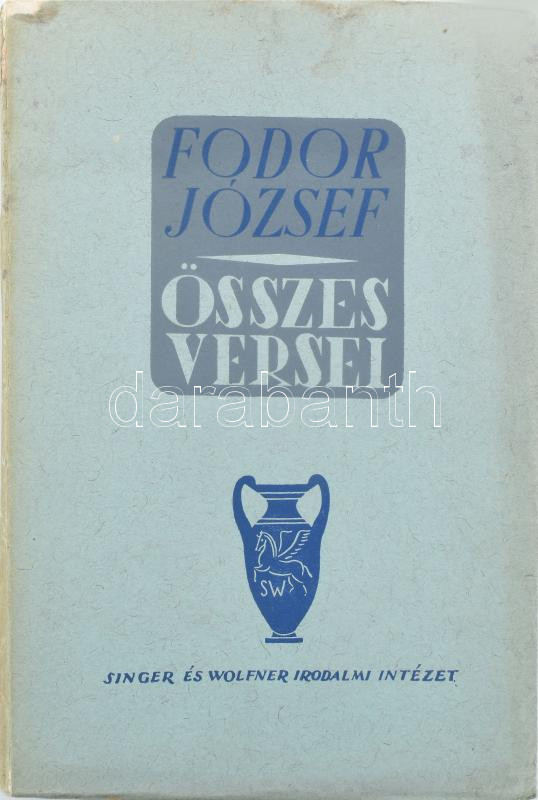 FODOR
JÓZSEF
ÖSSZES
VERSEI
darabanth
SW
SINGER ÉS WOLFNER IRODALMI INTÉZET.